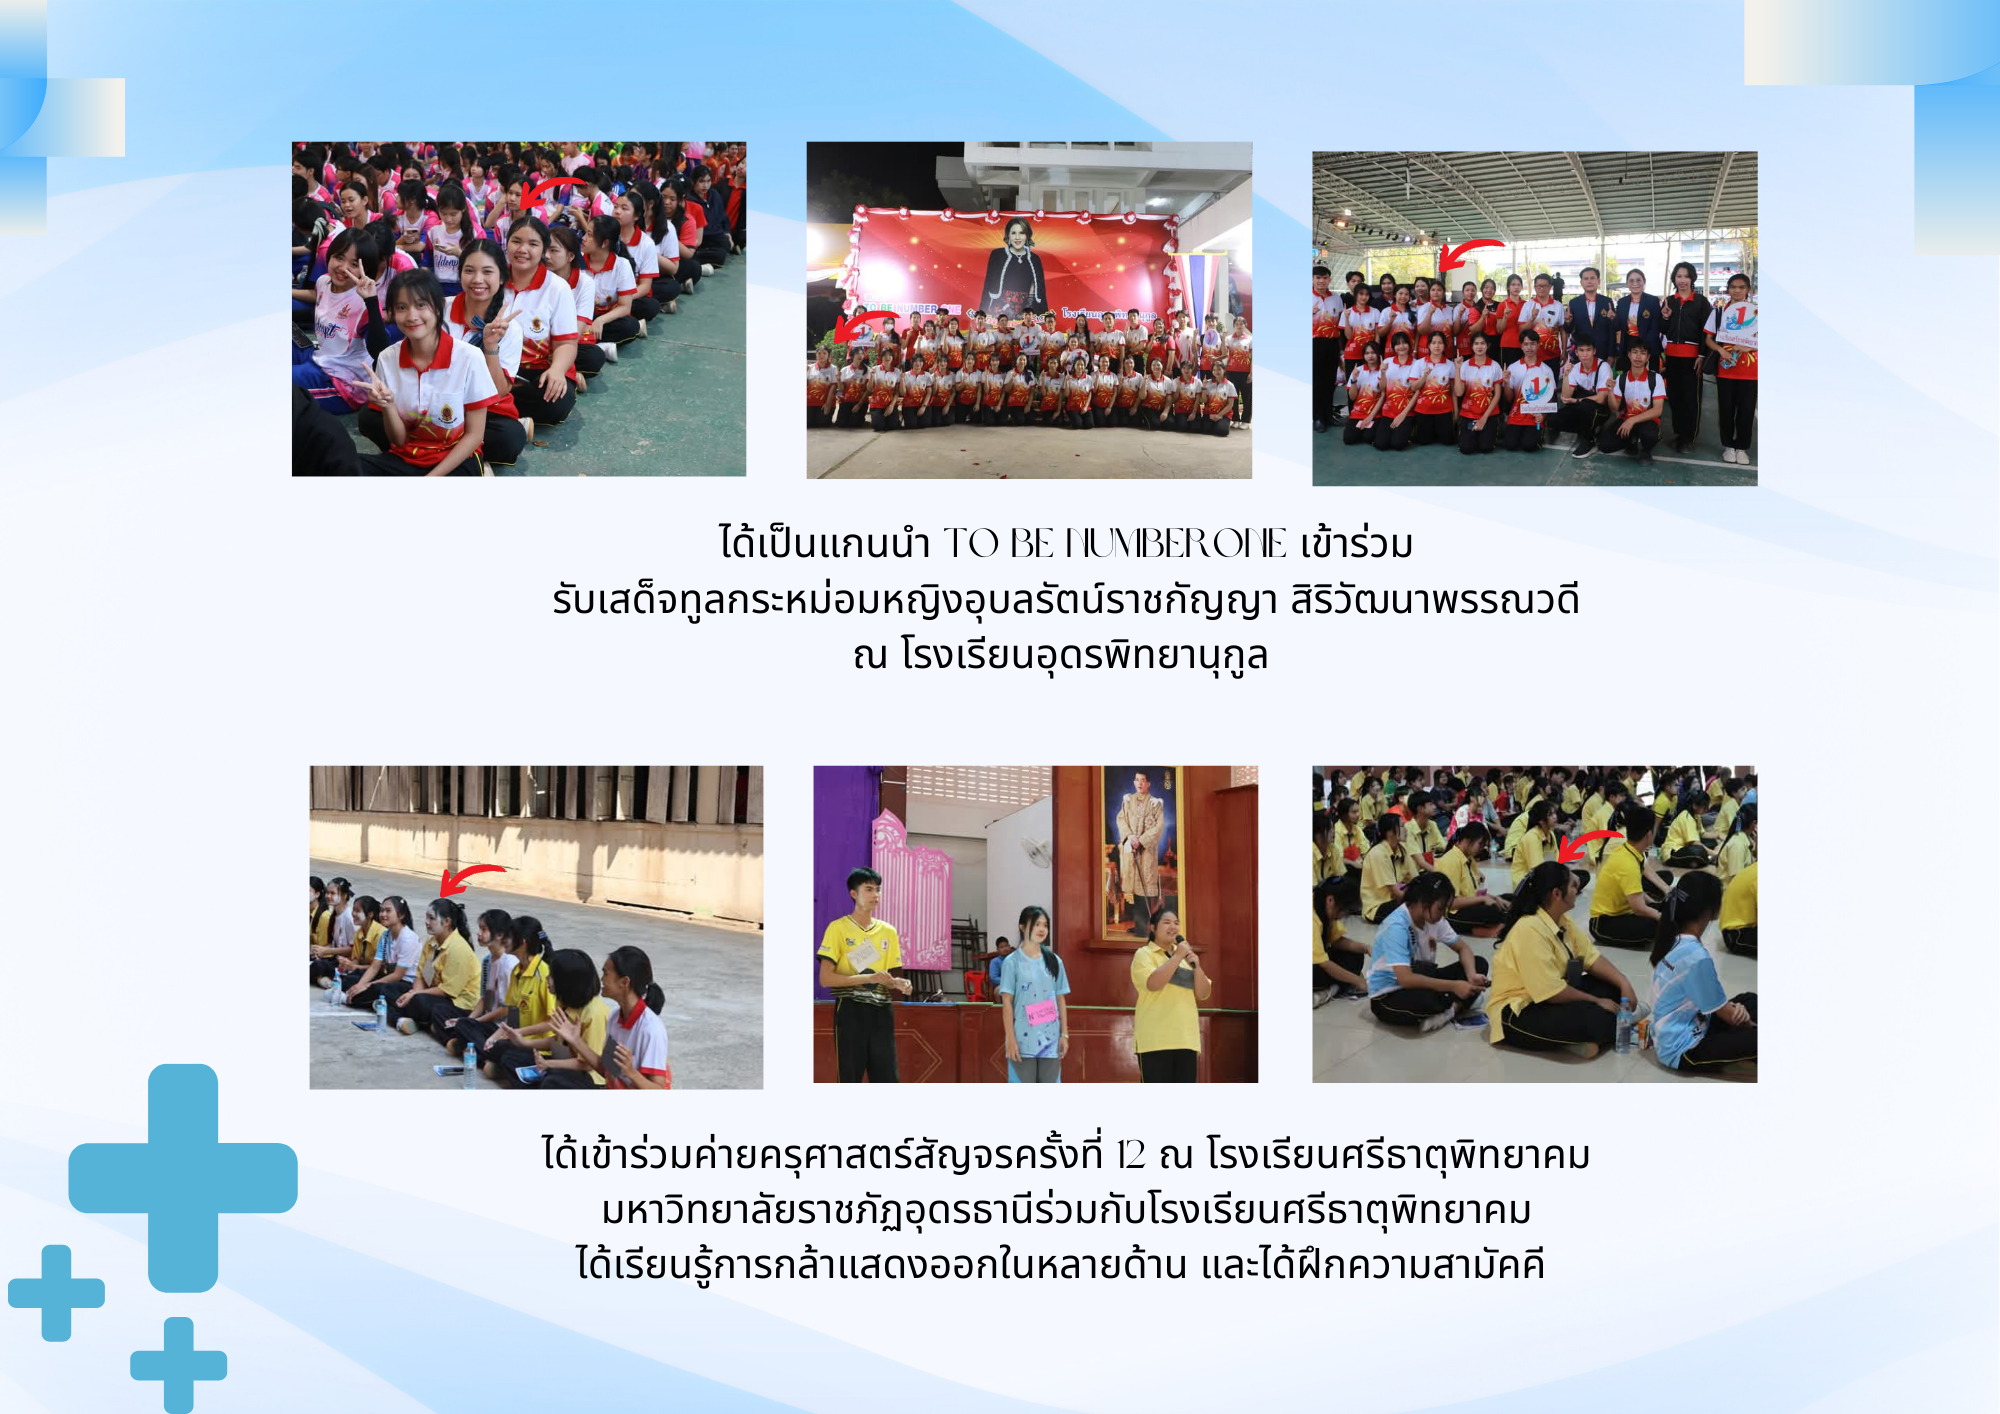 TO BE NUMBER ONE
ได้เป็นแกนนำ TO BE NUMBER ONE เข้าร่วม
รับเสด็จทูลกระหม่อมหญิงอุบลรัตน์ราชกัญญา สิริวัฒนาพรรณวดี
ณ โรงเรียนอุดรพิทยานุกูล
ได้เข้าร่วมค่ายครุศาสตร์สัญจรครั้งที่ 12 ณ โรงเรียนศรีธาตุพิทยาคม
มหาวิทยาลัยราชภัฏอุดรธานีร่วมกับโรงเรียนศรีธาตุพิทยาคม
ได้เรียนรู้การกล้าแสดงออกในหลายด้าน และได้ฝึกความสามัคคี